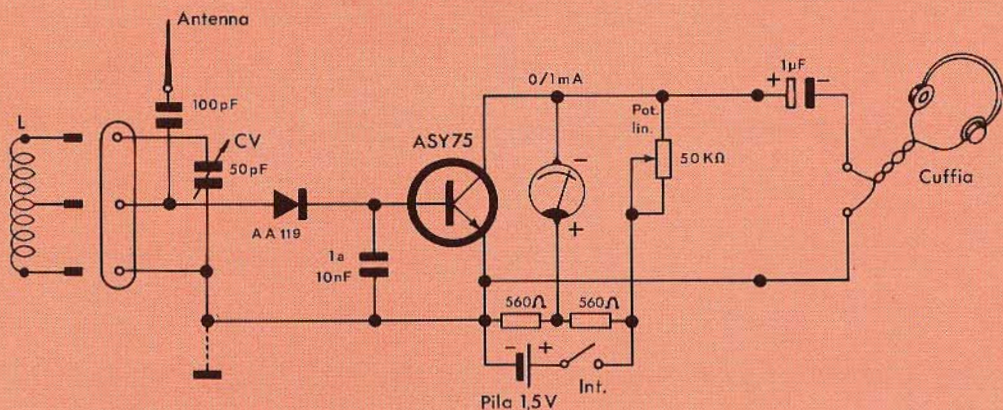 Antenna
100pF
L
CV
50pF
AA 119
1a
10nF
ASY75
0/1mA
-
+
Pot.
lin.
50KΩ
+ 1µF -
Cuffia
560Ω
560Ω
- +
Int.
Pila 1,5V